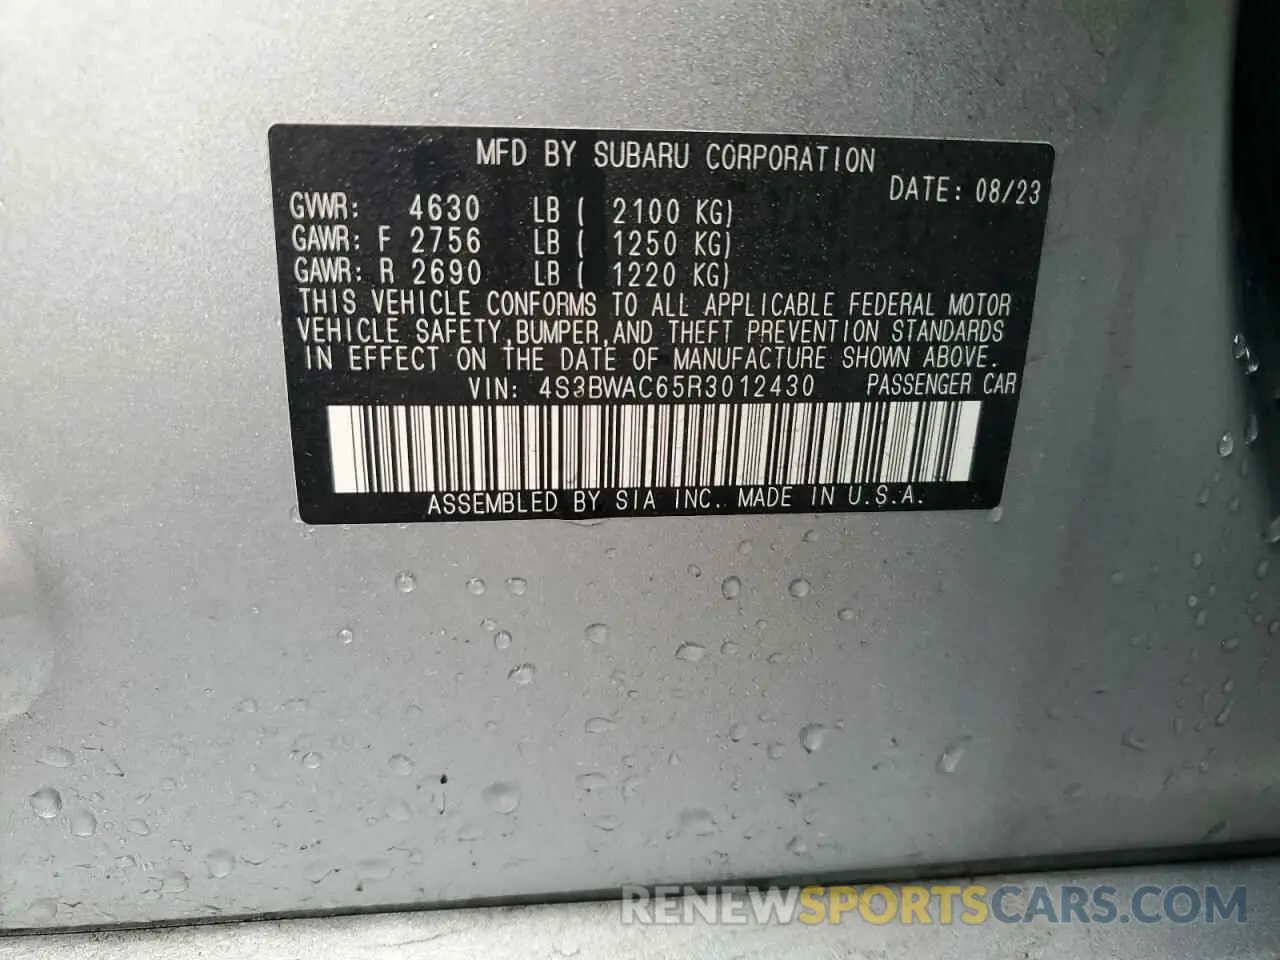 MFD BY SUBARU CORPORATION
DATE: 08/23
GVWR: 4630 LB ( 2100 KG)
GAWR: F 2756 LB ( 1250 KG)
GAWR: R 2690 LB ( 1220 KG)
THIS VEHICLE CONFORMS TO ALL APPLICABLE FEDERAL MOTOR
VEHICLE SAFETY,BUMPER,AND THEFT PREVENTION STANDARDS
IN EFFECT ON THE DATE OF MANUFACTURE SHOWN ABOVE.
VIN: 4S3BWAC65R3012430 PASSENGER CAR
ASSEMBLED BY SIA INC. MADE IN U.S.A.
RENEWSPORTSCARS.COM